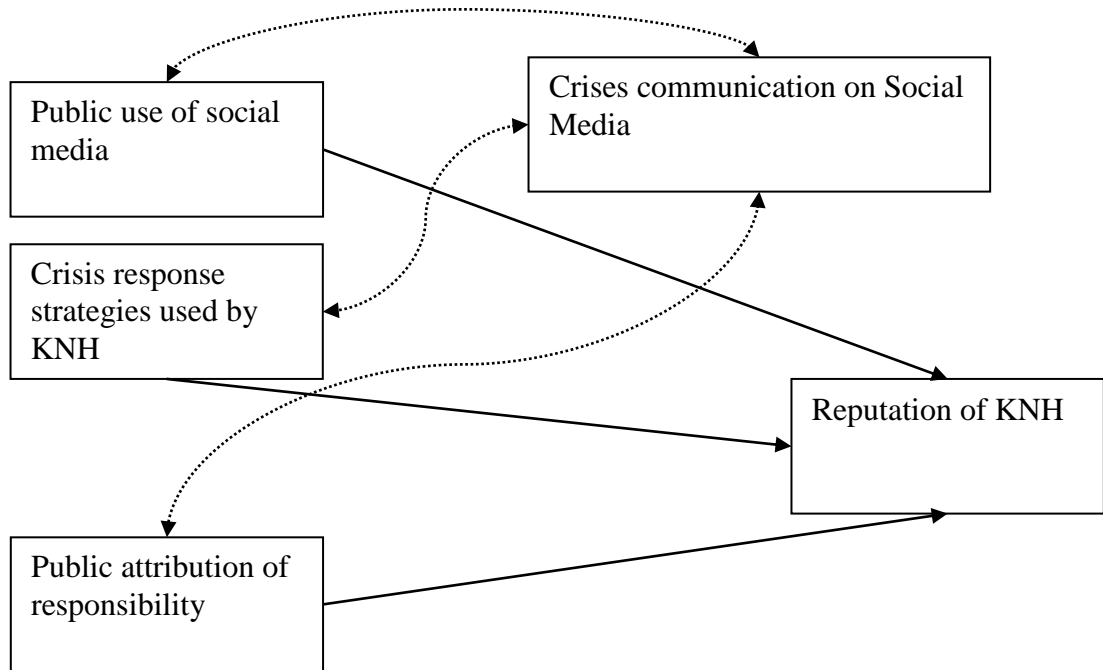 Public use of social
media
Crises communication on Social
Media
Crisis response
strategies used by
KNH
Reputation of KNH
Public attribution of
responsibility